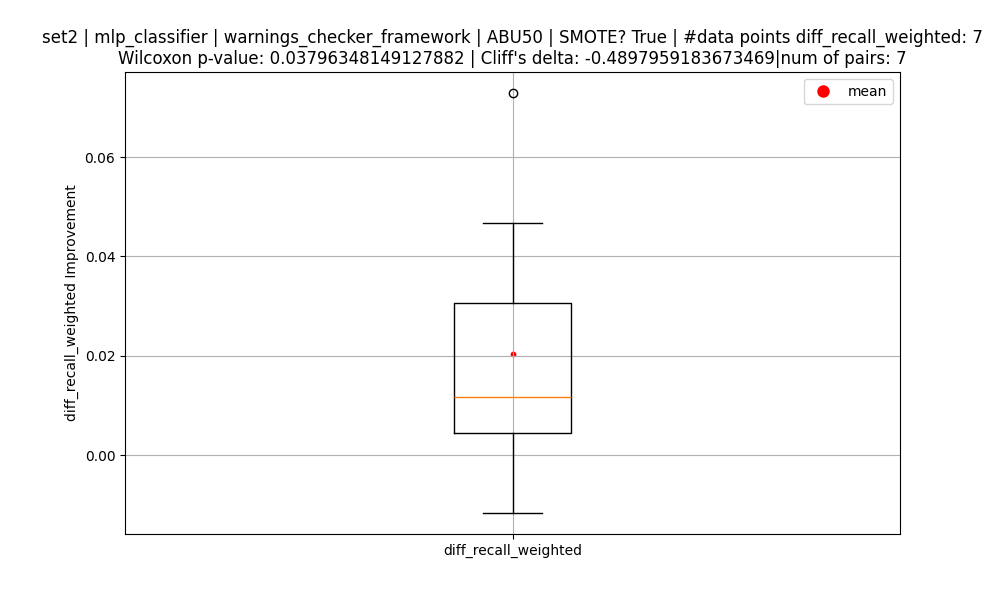 set2 | mlp_classifier | warnings_checker_framework | ABU50 | SMOTE? True | #data points diff_recall_weighted: 7
Wilcoxon p-value: 0.03796348149127882 | Cliff's delta: -0.4897959183673469|num of pairs: 7
mean
0.06
0.04
0.02
0.00
diff_recall_weighted Improvement
diff_recall_weighted